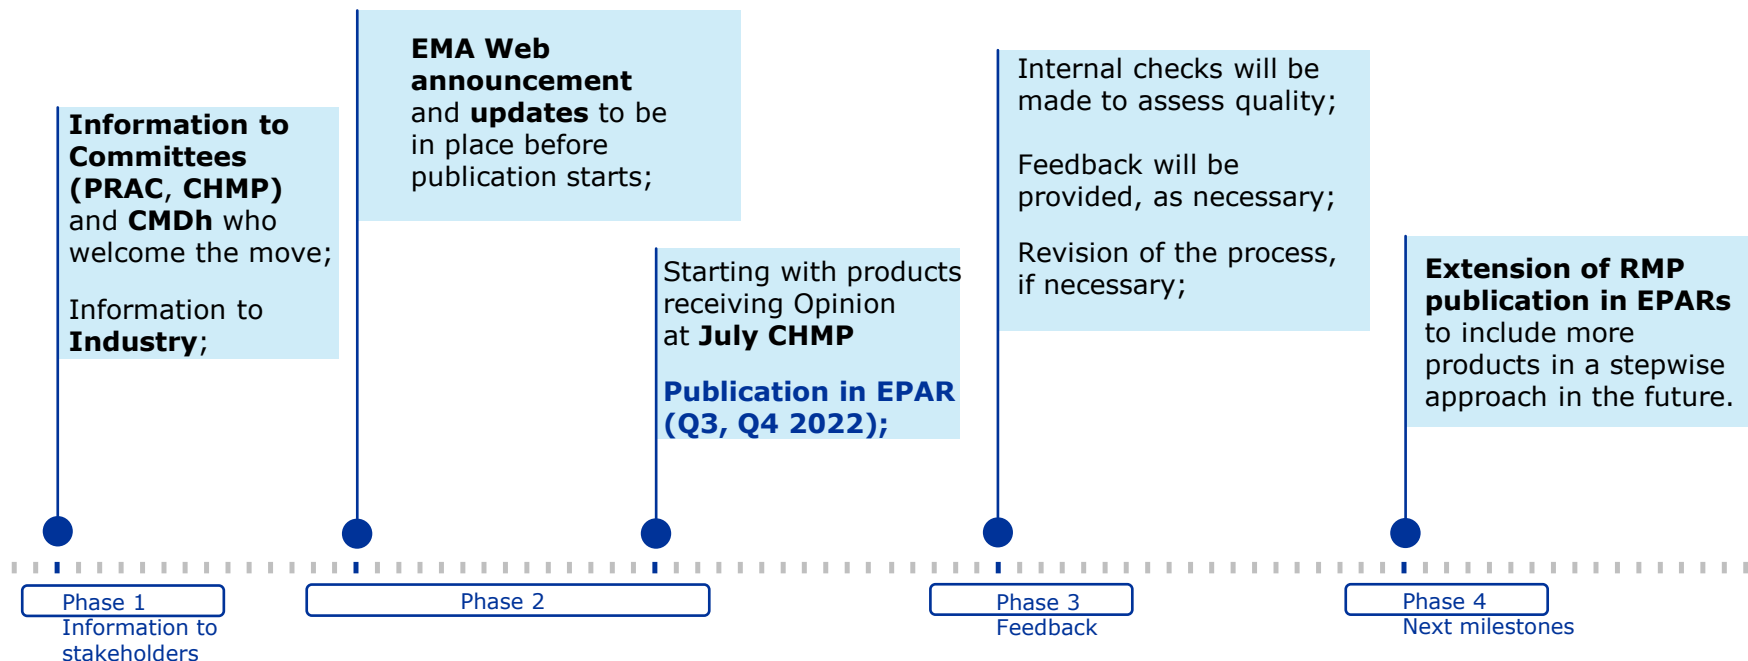 Information to
Committees
(PRAC, CHMP)
and CMDh who
welcome the move;
Information to
Industry;
EMA Web
announcement
and updates to be
in place before
publication starts;
Starting with products
receiving Opinion
at July CHMP
Publication in EPAR
(Q3, Q4 2022);
Internal checks will be
made to assess quality;
Feedback will be
provided, as necessary;
Revision of the process,
if necessary;
Extension of RMP
publication in EPARs
to include more
products in a stepwise
approach in the future.
Phase 1
Information to
stakeholders
Phase 2
Phase 3
Feedback
Phase 4
Next milestones